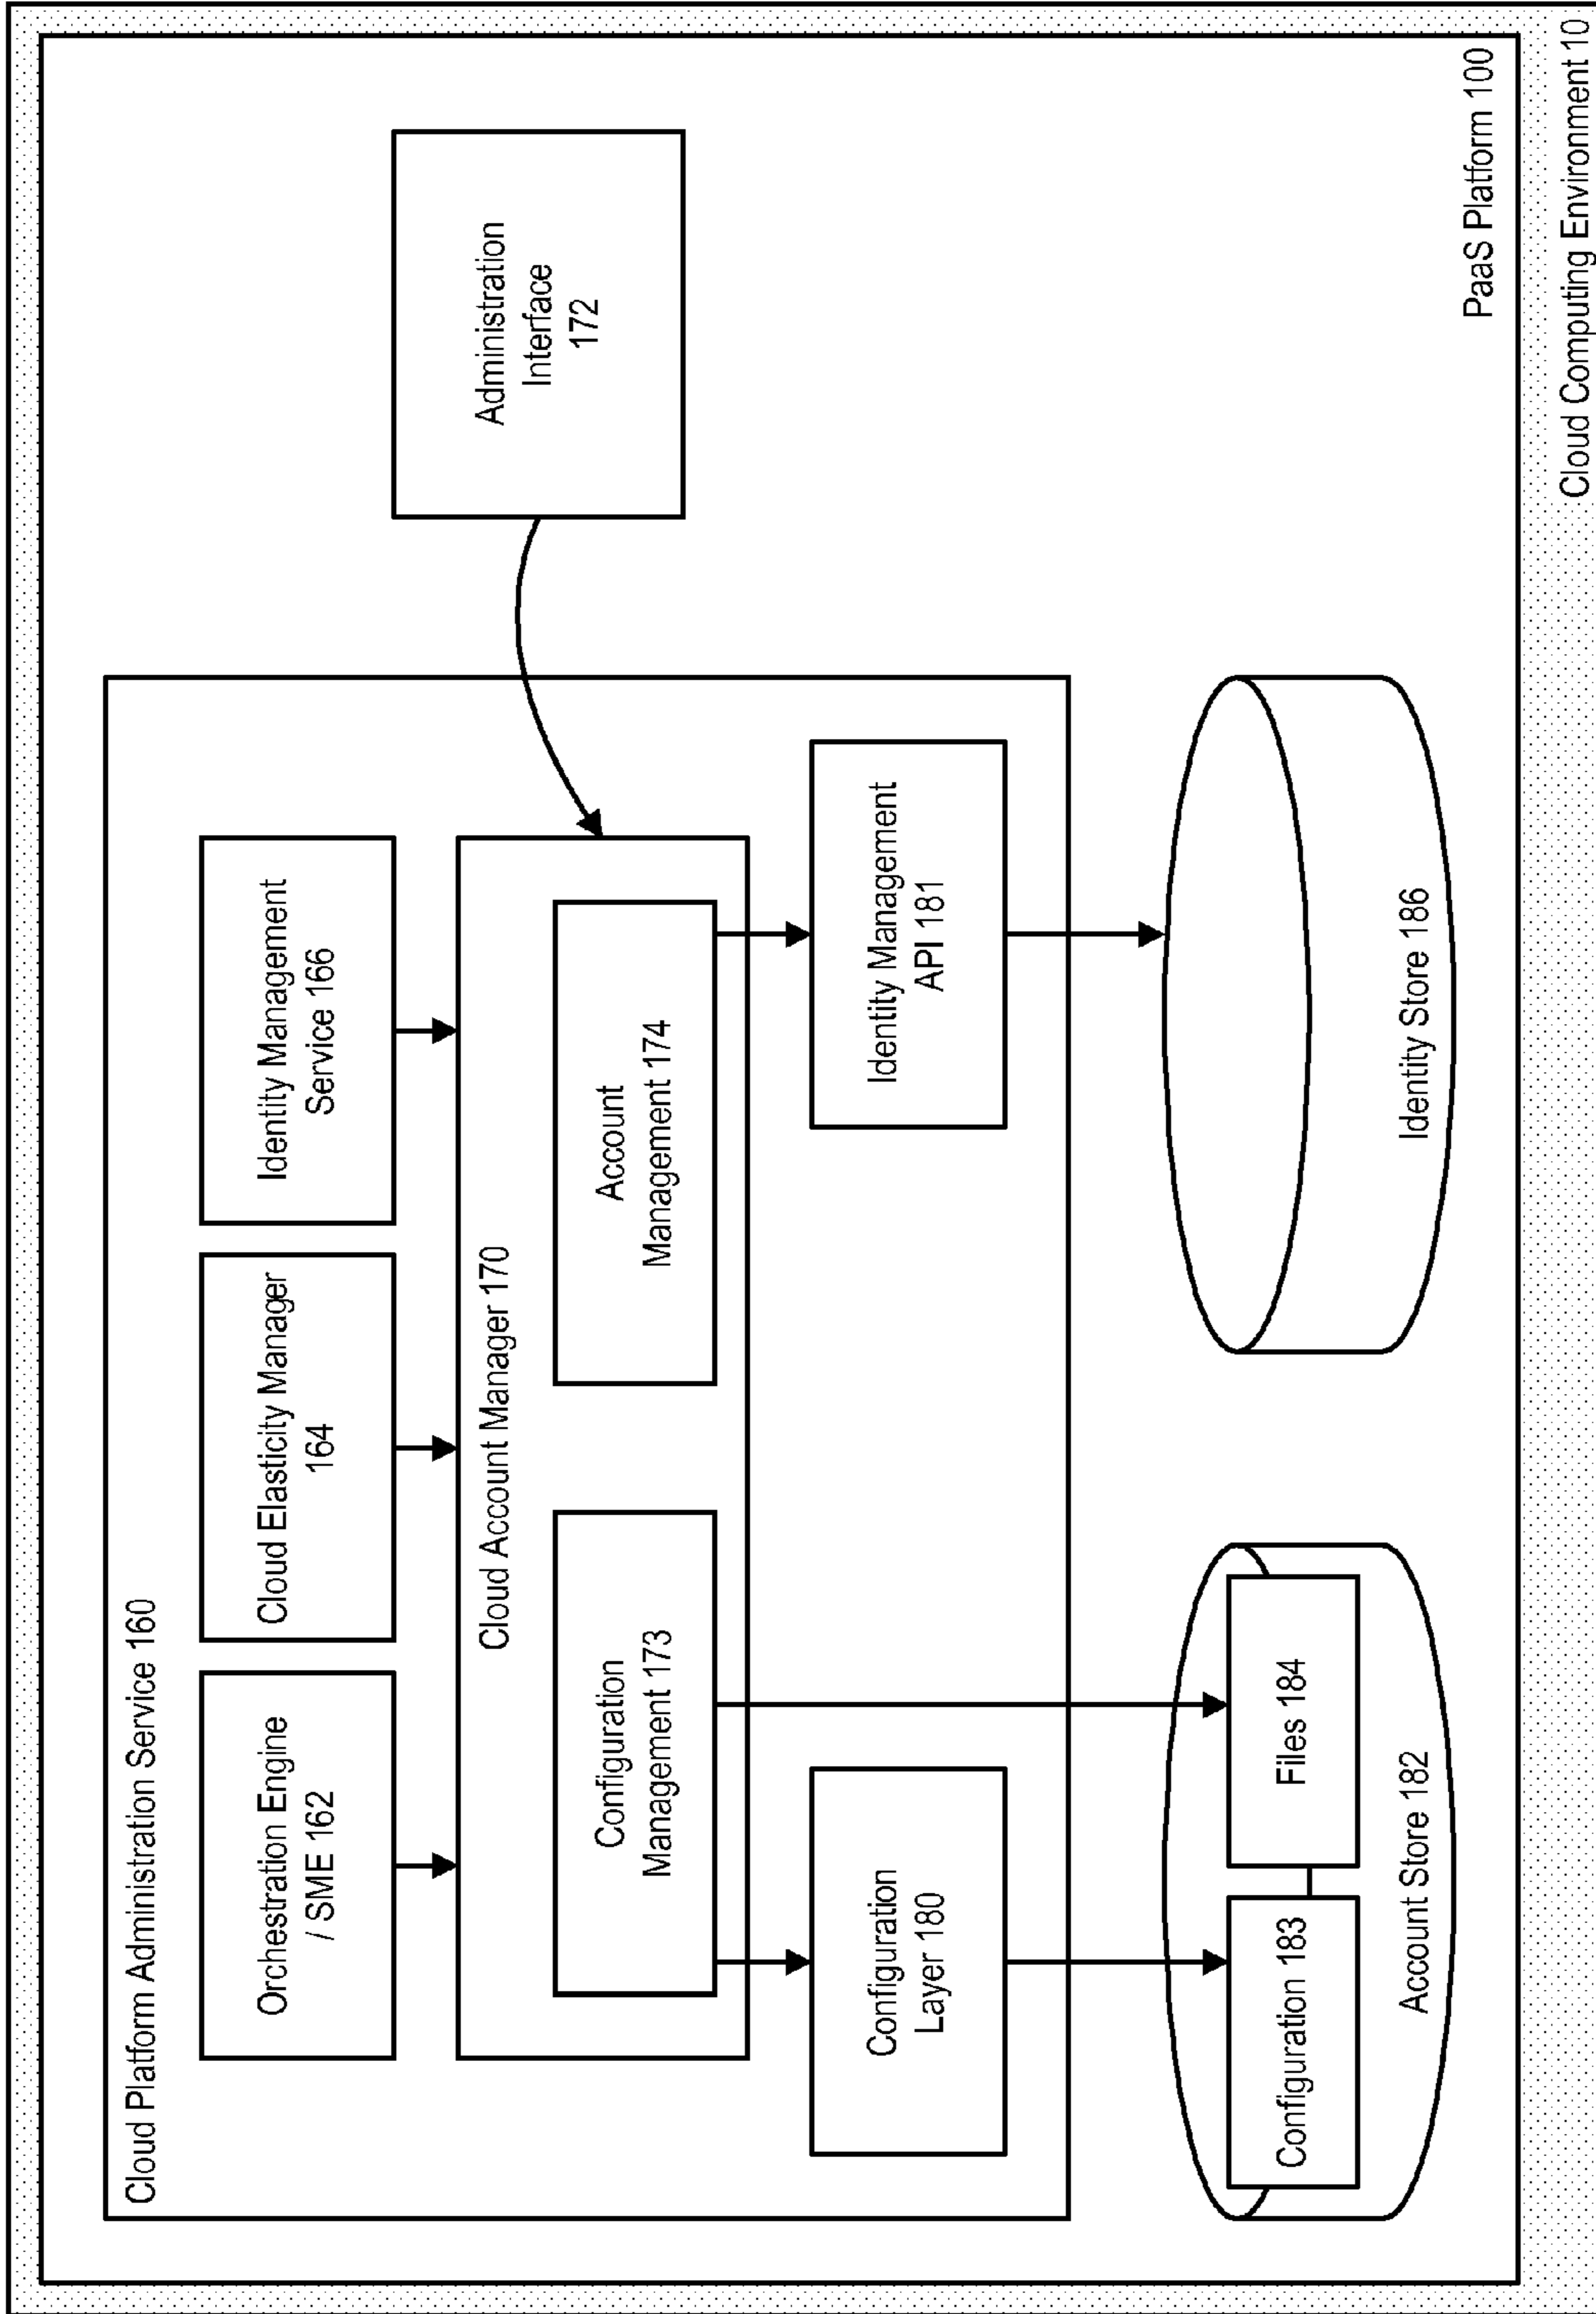 Cloud Platform Administration Service 160
Orchestration Engine
/ SME 162
Cloud Elasticity Manager
164
Identity Management
Service 166
Cloud Account Manager 170
Configuration
Management 173
Account
Management 174
Administration
Interface
172
Configuration
Layer 180
Identity Management
API 181
Configuration 183
Files 184
Account Store 182
Identity Store 186
PaaS Platform 100
Cloud Computing Environment 10